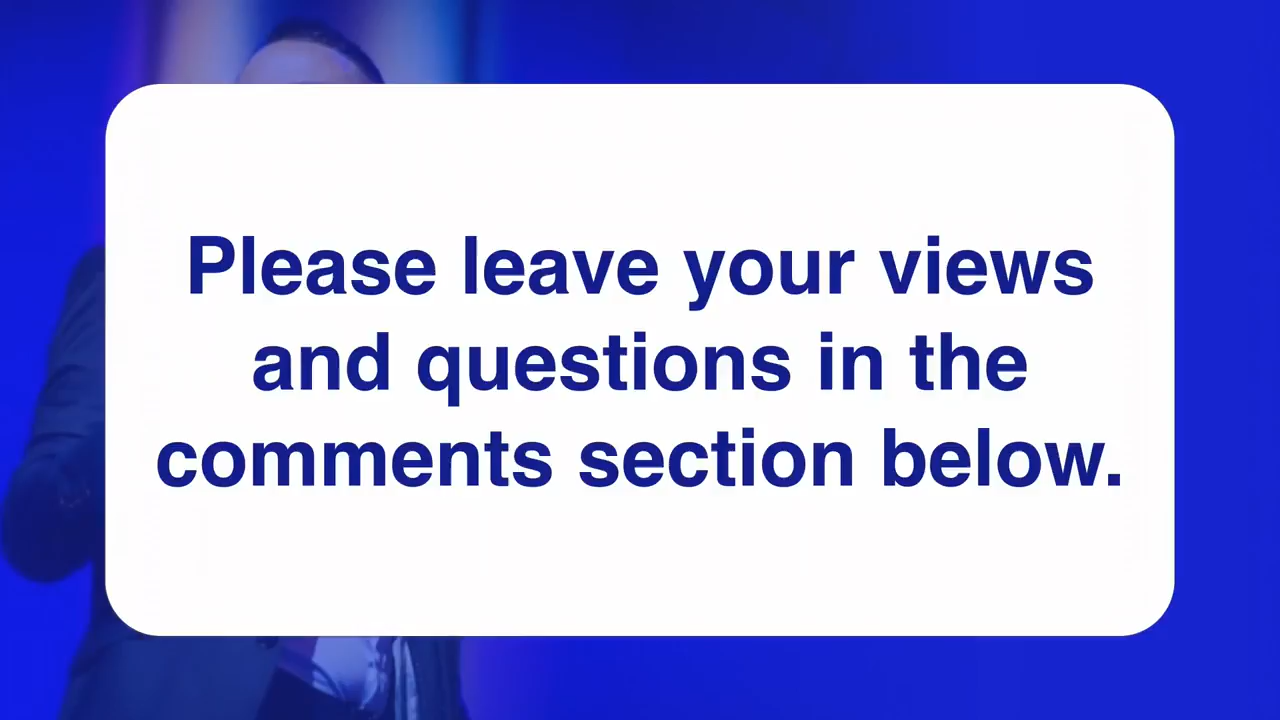 Please leave your views
and questions in the
comments section below.